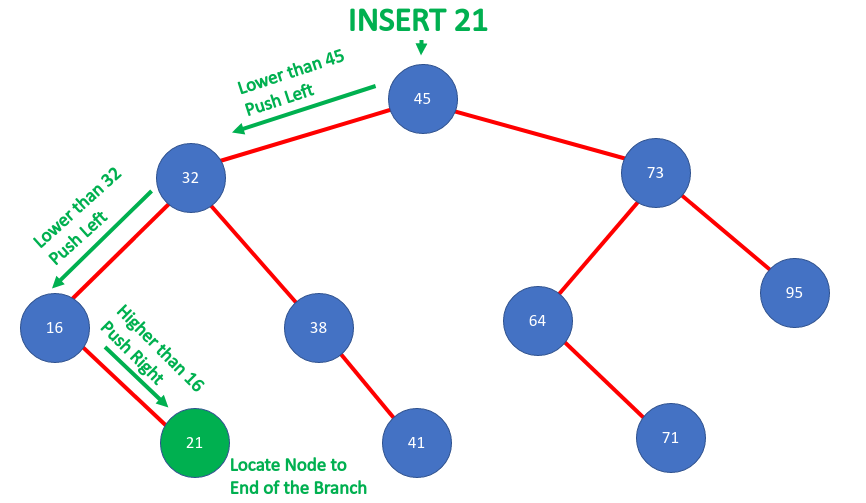 INSERT 21
Lower than 45
Push Left
45
32
73
Lower than 32
Push Left
16
38
64
95
Higher than 16
Push Right
21
41
71
Locate Node to
End of the Branch